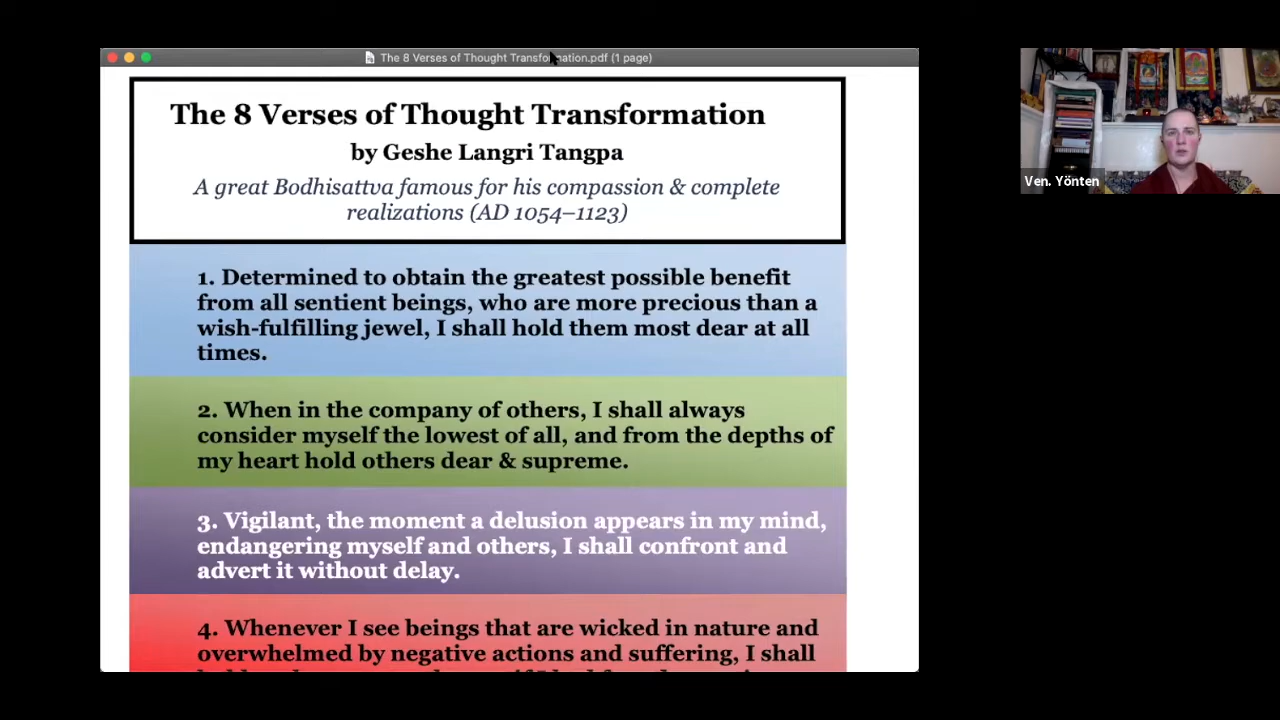 The 8 Verses of Thought Transformation.pdf (1 page)
The 8 Verses of Thought Transformation
by Geshe Langri Tangpa
A great Bodhisattva famous for his compassion & complete
realizations (AD 1054–1123)
1. Determined to obtain the greatest possible benefit
from all sentient beings, who are more precious than a
wish-fulfilling jewel, I shall hold them most dear at all
times.
2. When in the company of others, I shall always
consider myself the lowest of all, and from the depths of
my heart hold others dear & supreme.
3. Vigilant, the moment a delusion appears in my mind,
endangering myself and others, I shall confront and
advert it without delay.
4. Whenever I see beings that are wicked in nature and
overwhelmed by negative actions and suffering, I shall
Ven. Yönten